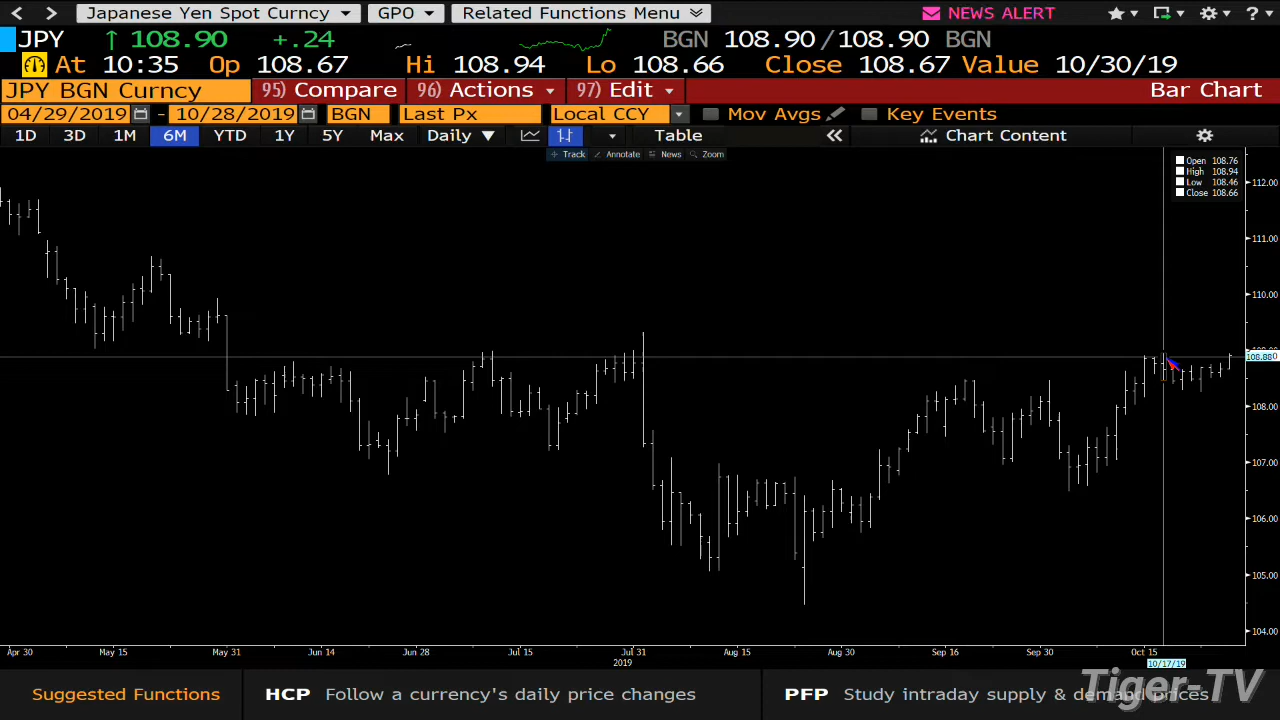 Japanese Yen Spot Curncy GPO Related Functions Menu NEWS ALERT ?
JPY ↑ 108.90 +.24 BGN 108.90/108.90 BGN
At 10:35 Op 108.67 Hi 108.94 Lo 108.66 Close 108.67 Value 10/30/19
JPY BGN Curncy 95) Compare 96) Actions 97) Edit Bar Chart
04/29/2019 - 10/28/2019 BGN Last Px Local CCY Mov Avgs Key Events
1D 3D 1M 6M YTD 1Y 5Y Max Daily ▼ Table « Chart Content
Track Annotate News Zoom
Open 108.76
High 108.94
Low 108.46
Close 108.66
112.00
111.00
110.00
108.880
108.00
107.00
106.00
105.00
104.00
Apr 30 May 15 May 31 Jun 14 Jun 28 Jul 15 Jul 31 Aug 15 Aug 30 Sep 16 Sep 30 Oct 15
2019 10/17/19
Suggested Functions HCP Follow a currency's daily price changes PFP Study intraday supply & demand prices
Tiger-TV